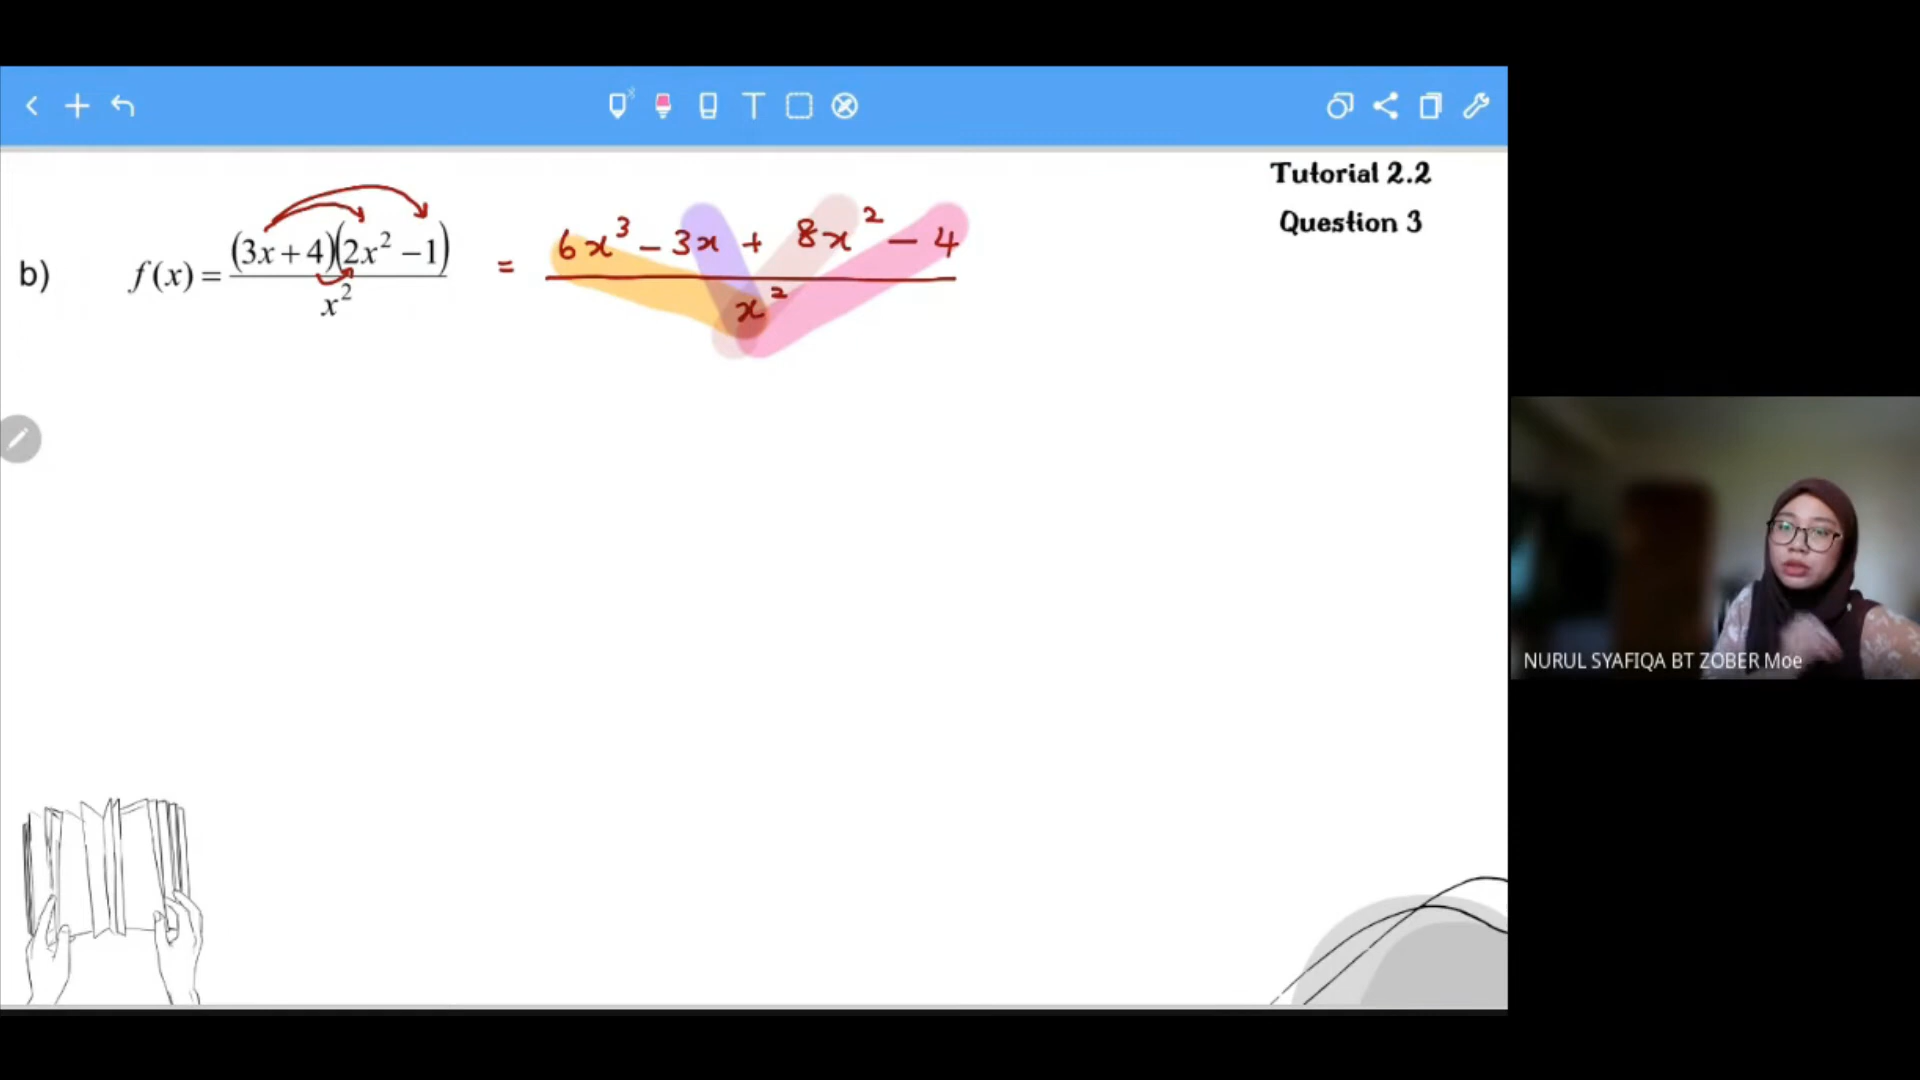 Tutorial 2.2
Question 3
b) f(x) = (3x + 4)(2x² − 1) / x² = 6x³ − 3x + 8x² − 4 / x²
NURUL SYAFIQA BT ZOBER Moe